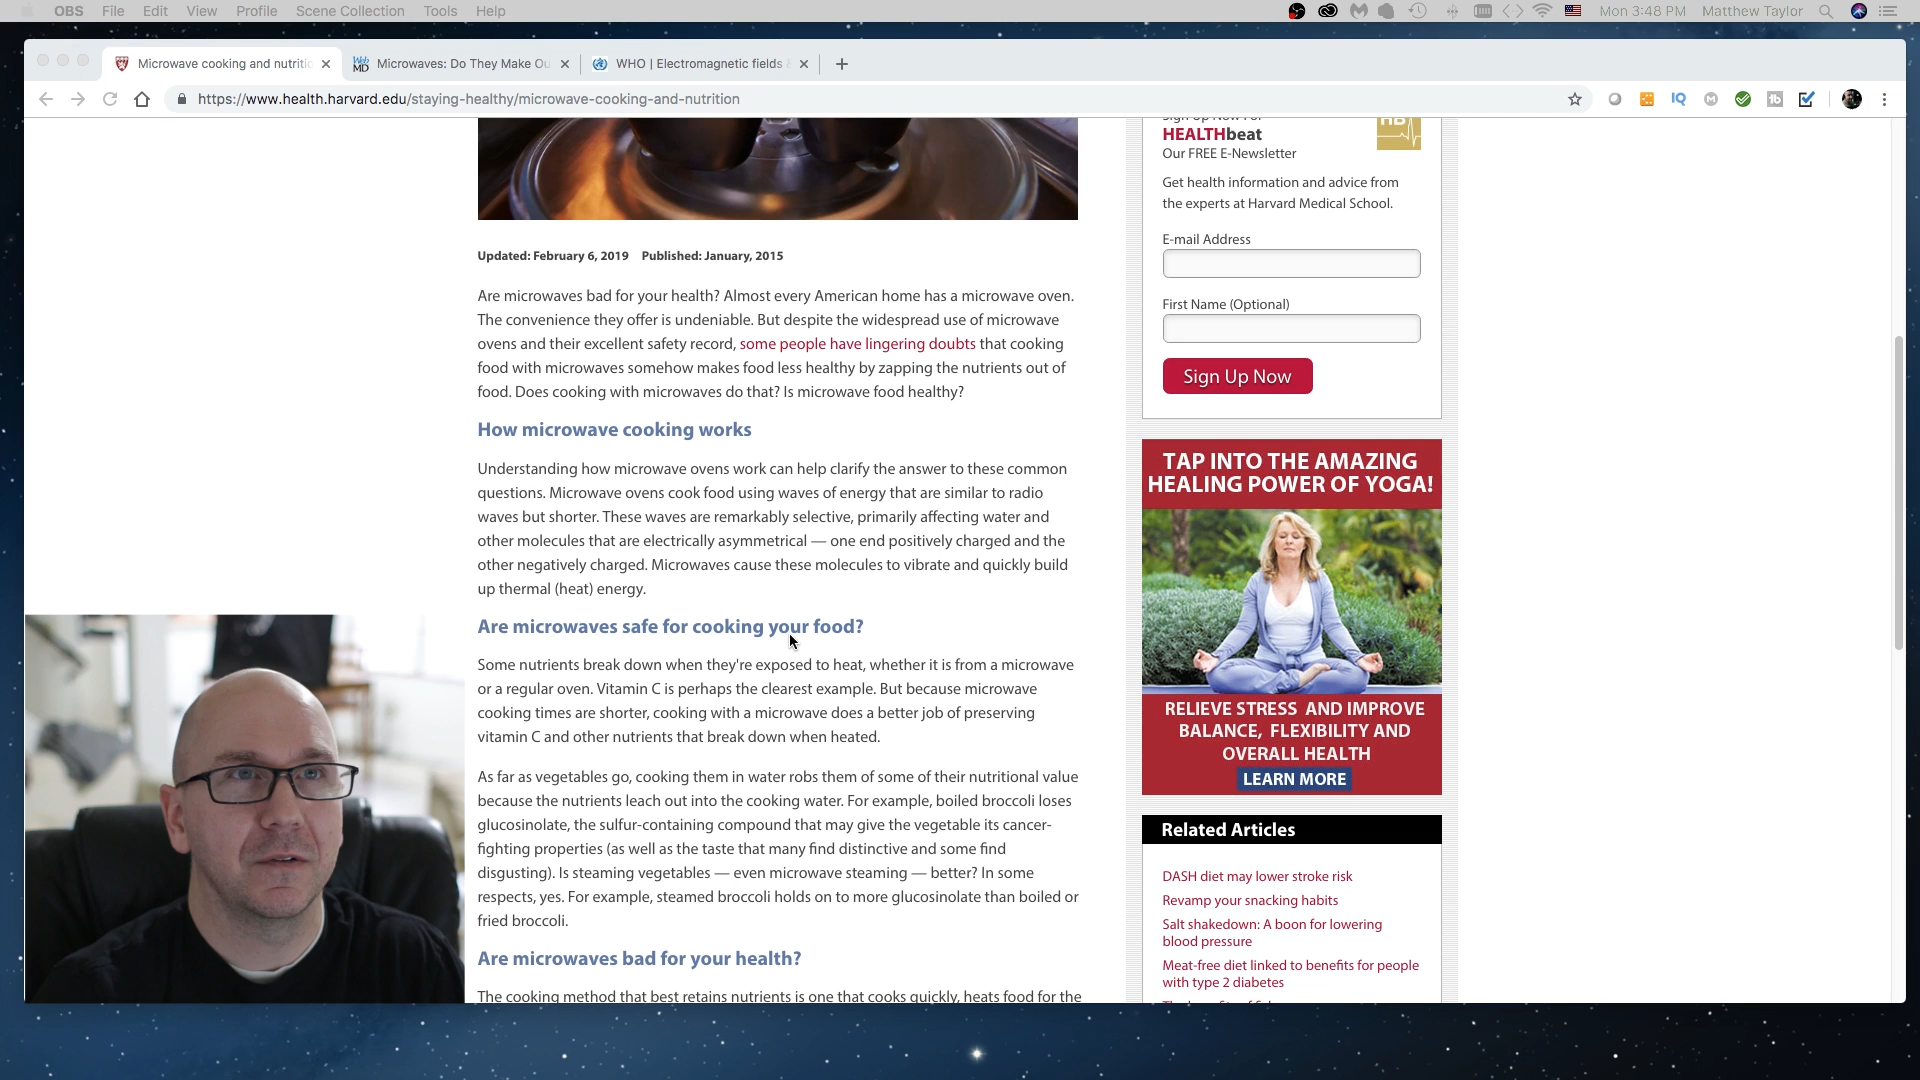 OBS File Edit View Profile Scene Collection Tools Help
Mon 3:48 PM Matthew Taylor
Microwave cooking and nutritic
Web MD
Microwaves: Do They Make Ou
WHO | Electromagnetic fields &
https://www.health.harvard.edu/staying-healthy/microwave-cooking-and-nutrition
IQ
Sign Up Now For
HEALTHbeat
HB
Our FREE E-Newsletter
Get health information and advice from
the experts at Harvard Medical School.
E-mail Address
First Name (Optional)
Sign Up Now
Updated: February 6, 2019 Published: January, 2015
Are microwaves bad for your health? Almost every American home has a microwave oven.
The convenience they offer is undeniable. But despite the widespread use of microwave
ovens and their excellent safety record, some people have lingering doubts that cooking
food with microwaves somehow makes food less healthy by zapping the nutrients out of
food. Does cooking with microwaves do that? Is microwave food healthy?
How microwave cooking works
Understanding how microwave ovens work can help clarify the answer to these common
questions. Microwave ovens cook food using waves of energy that are similar to radio
waves but shorter. These waves are remarkably selective, primarily affecting water and
other molecules that are electrically asymmetrical — one end positively charged and the
other negatively charged. Microwaves cause these molecules to vibrate and quickly build
up thermal (heat) energy.
Are microwaves safe for cooking your food?
Some nutrients break down when they're exposed to heat, whether it is from a microwave
or a regular oven. Vitamin C is perhaps the clearest example. But because microwave
cooking times are shorter, cooking with a microwave does a better job of preserving
vitamin C and other nutrients that break down when heated.
As far as vegetables go, cooking them in water robs them of some of their nutritional value
because the nutrients leach out into the cooking water. For example, boiled broccoli loses
glucosinolate, the sulfur-containing compound that may give the vegetable its cancer-
fighting properties (as well as the taste that many find distinctive and some find
disgusting). Is steaming vegetables — even microwave steaming — better? In some
respects, yes. For example, steamed broccoli holds on to more glucosinolate than boiled or
fried broccoli.
Are microwaves bad for your health?
The cooking method that best retains nutrients is one that cooks quickly, heats food for the
TAP INTO THE AMAZING
HEALING POWER OF YOGA!
RELIEVE STRESS AND IMPROVE
BALANCE, FLEXIBILITY AND
OVERALL HEALTH
LEARN MORE
Related Articles
DASH diet may lower stroke risk
Revamp your snacking habits
Salt shakedown: A boon for lowering
blood pressure
Meat-free diet linked to benefits for people
with type 2 diabetes